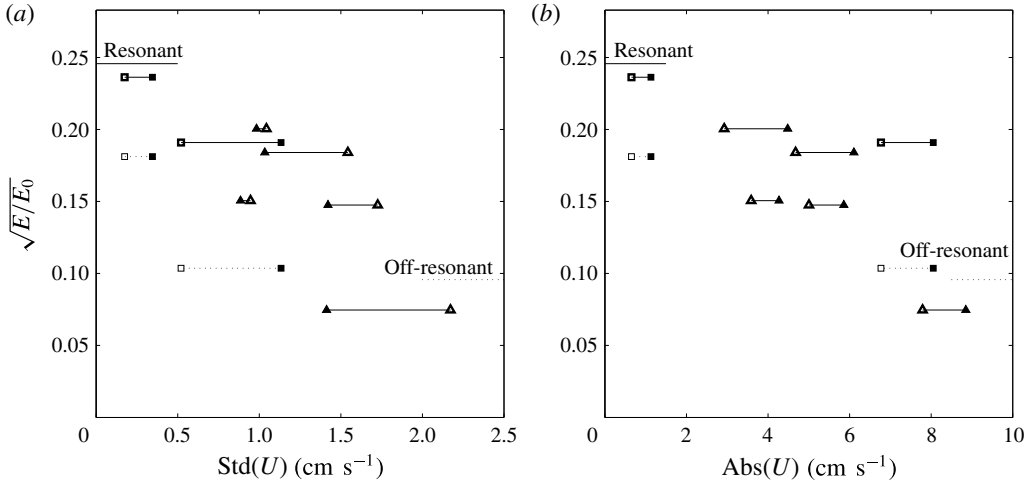 (a)
(b)
√E/E₀
0.25
0.20
0.15
0.10
0.05
0
0.5
1.0
1.5
2.0
2.5
Resonant
Off-resonant
Std(U) (cm s⁻¹)
0.25
0.20
0.15
0.10
0.05
0
2
4
6
8
10
Resonant
Off-resonant
Abs(U) (cm s⁻¹)